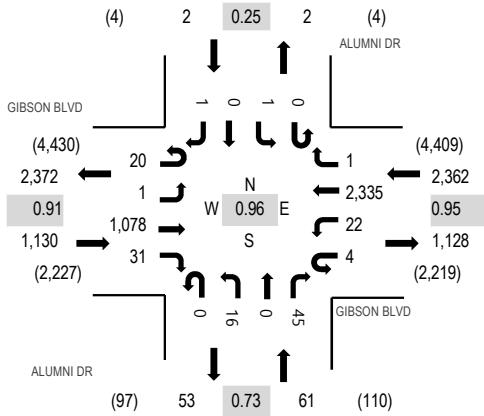 (4) 2 0.25 2 (4)
ALUMNI DR
1 0 1 0
GIBSON BLVD
(4,430) (4,409)
20 1
2,372 2,362
N
1 2,335
0.91 W 0.96 E 0.95
1,078 22
1,130 1,128
S
31 4
(2,227) (2,219)
0 16 0 45
GIBSON BLVD
ALUMNI DR
(97) 53 0.73 61 (110)